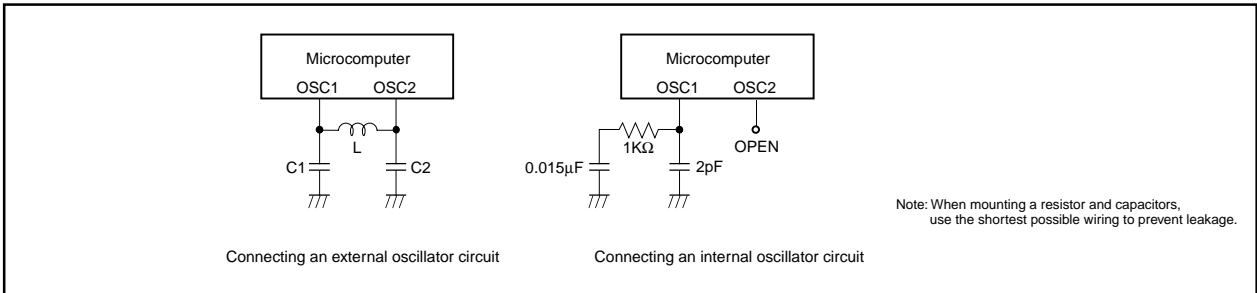 Microcomputer
OSC1 OSC2
L
C1 C2
Connecting an external oscillator circuit
Microcomputer
OSC1 OSC2
1KΩ OPEN
0.015μF 2pF
Connecting an internal oscillator circuit
Note: When mounting a resistor and capacitors,
use the shortest possible wiring to prevent leakage.